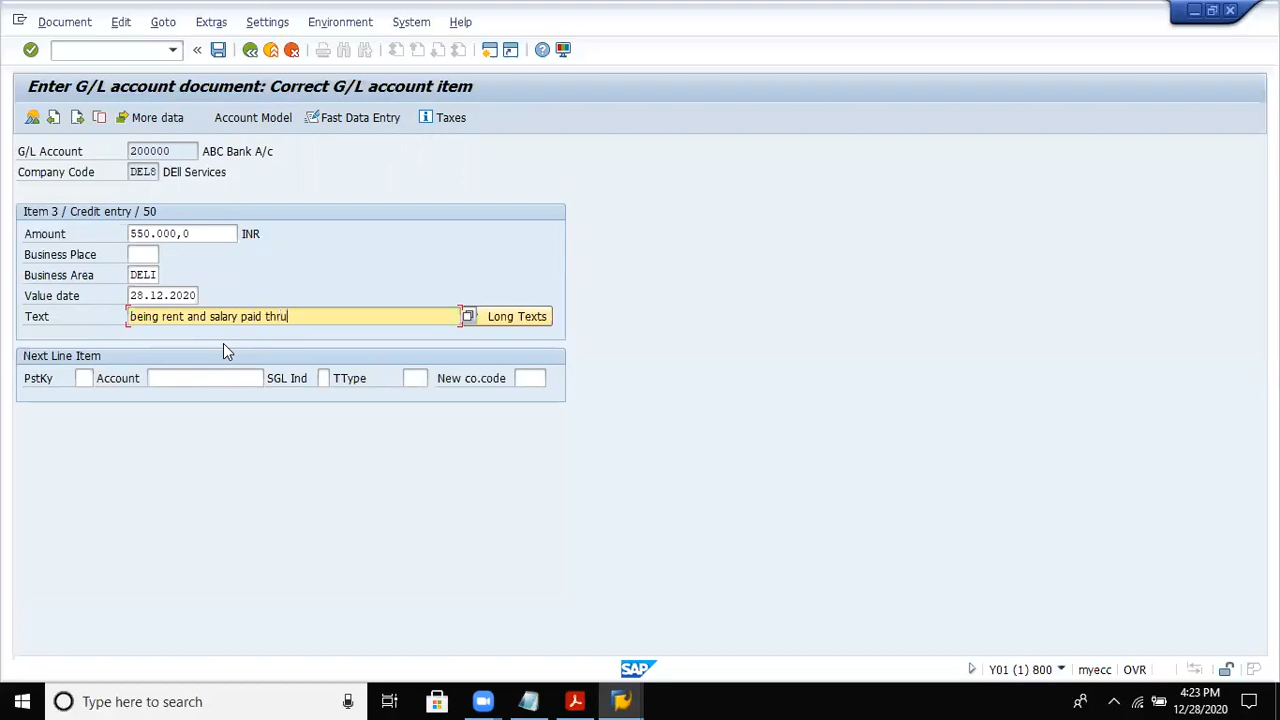 Document Edit Goto Extras Settings Environment System Help
Enter G/L account document: Correct G/L account item
More data Account Model Fast Data Entry Taxes
G/L Account 200000 ABC Bank A/c
Company Code DEL8 DEll Services
Item 3 / Credit entry / 50
Amount 550.000,0 INR
Business Place
Business Area DELI
Value date 28.12.2020
Text being rent and salary paid thru Long Texts
Next Line Item
PstKy Account SGL Ind TType New co.code
SAP Y01 (1) 800 myecc OVR
Type here to search 4:23 PM
12/28/2020